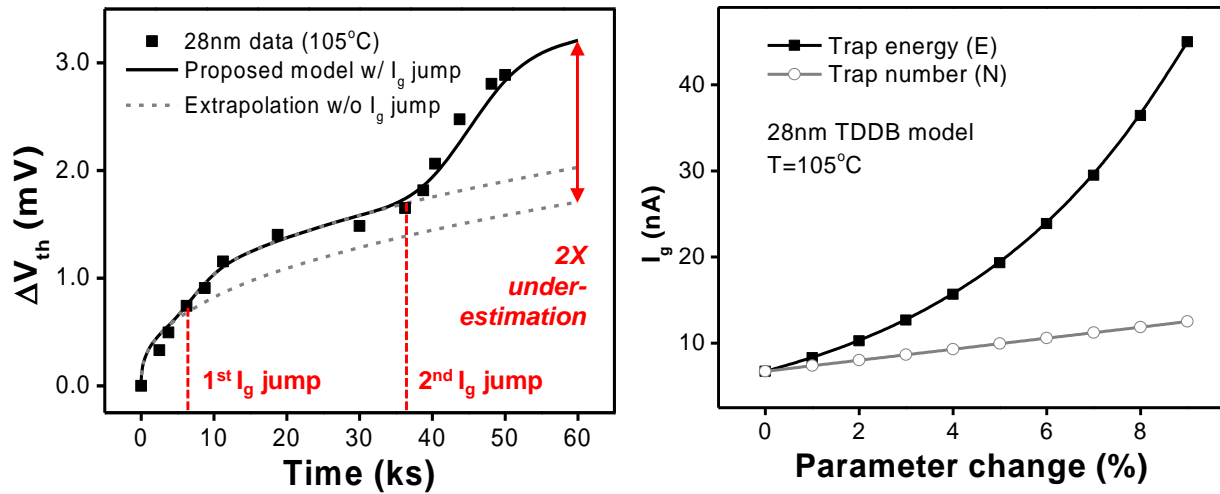 28nm data (105°C)
Proposed model w/ Ig jump
Extrapolation w/o Ig jump
3.0
2.0
1.0
0.0
ΔVth (mV)
2X
under-
estimation
1st Ig jump
2nd Ig jump
0
10
20
30
40
50
60
Time (ks)
Trap energy (E)
Trap number (N)
28nm TDDB model
T=105°C
40
30
20
10
Ig (nA)
0
2
4
6
8
Parameter change (%)